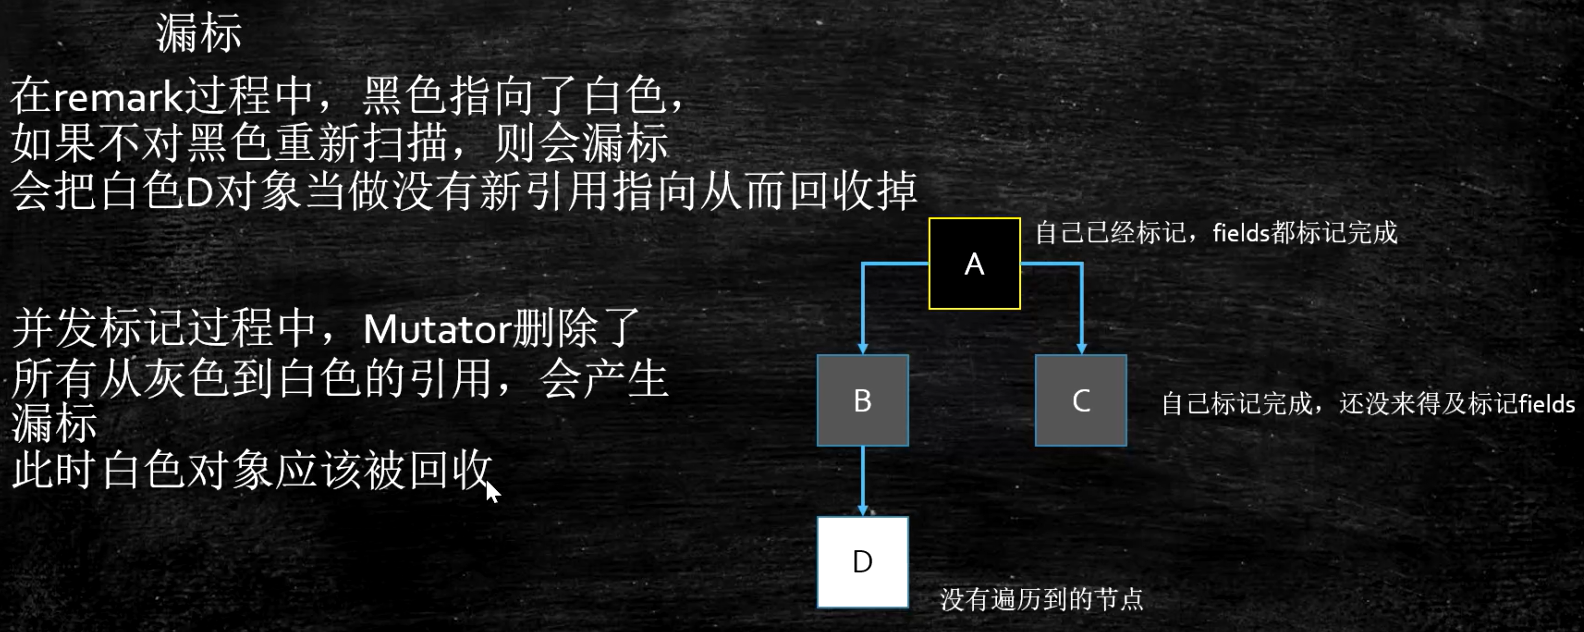 漏标
在remark过程中，黑色指向了白色，
如果不对黑色重新扫描，则会漏标
会把白色D对象当做没有新引用指向从而回收掉
A
自己已经标记，fields都标记完成
并发标记过程中，Mutator删除了
所有从灰色到白色的引用，会产生
漏标
此时白色对象应该被回收
B
C
自己标记完成，还没来得及标记fields
D
没有遍历到的节点